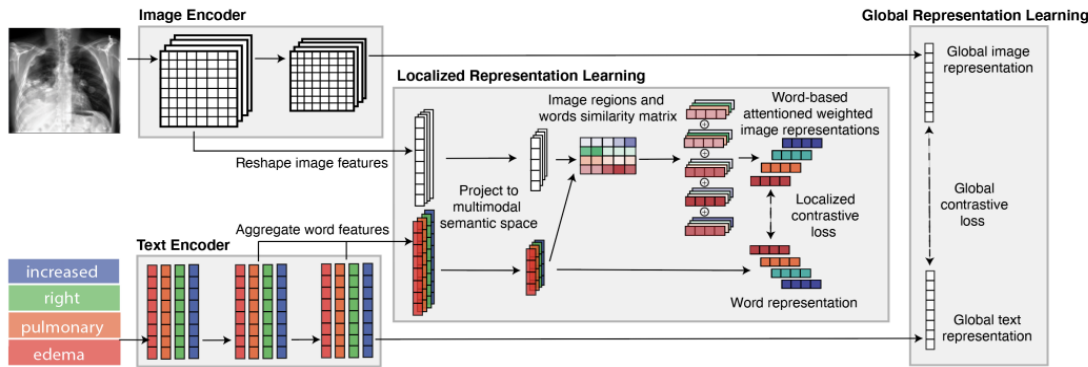 Image Encoder
Global Representation Learning
Global image
representation
Localized Representation Learning
Image regions and
words similarity matrix
Word-based
attentioned weighted
image representations
Reshape image features
Project to
multimodal
semantic space
Localized
contrastive
loss
Global
contrastive
loss
Text Encoder
Aggregate word features
increased
right
pulmonary
edema
Word representation
Global text
representation